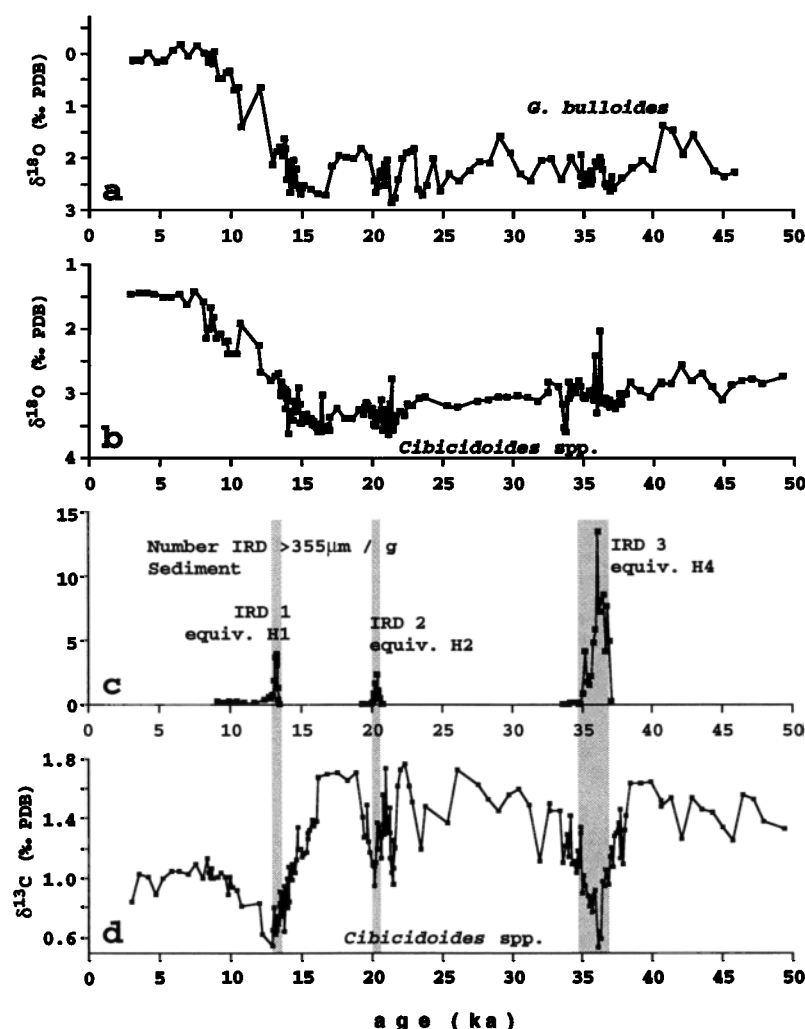 δ18O (‰ PDB)
0
1
2
3
G. bulloides
a
0 5 10 15 20 25 30 35 40 45 50
δ18O (‰ PDB)
1
2
3
4
b
Cibicidoides spp.
0 5 10 15 20 25 30 35 40 45 50
15
10
5
0
Number IRD >355μm / g
Sediment
IRD 1
equiv. H1
IRD 2
equiv. H2
IRD 3
equiv. H4
c
0 5 10 15 20 25 30 35 40 45 50
δ13C (‰ PDB)
1.8
1.4
1.0
0.6
d
Cibicidoides spp.
0 5 10 15 20 25 30 35 40 45 50
age (ka)